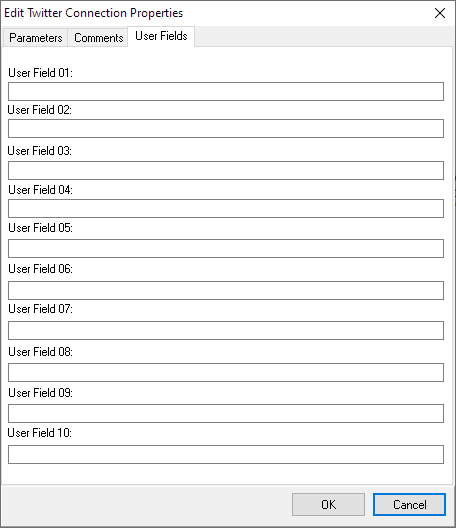 Edit Twitter Connection Properties
Parameters Comments User Fields
User Field 01:
User Field 02:
User Field 03:
User Field 04:
User Field 05:
User Field 06:
User Field 07:
User Field 08:
User Field 09:
User Field 10:
OK Cancel